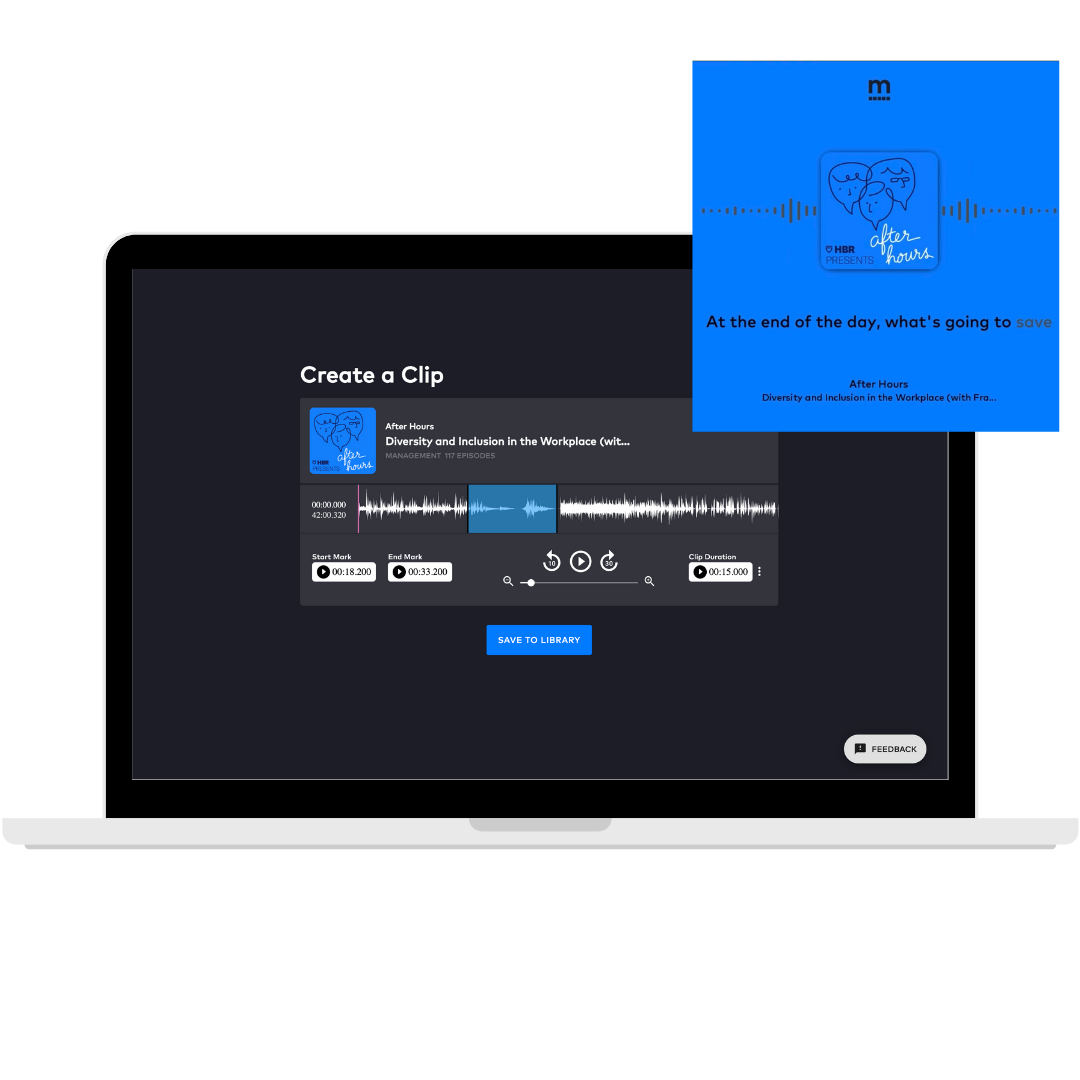 m
HBR
PRESENTS
after
hours
At the end of the day, what's going to save
After Hours
Diversity and Inclusion in the Workplace (with Fra...
Create a Clip
HBR
PRESENTS
after
hours
After Hours
Diversity and Inclusion in the Workplace (wit...
MANAGEMENT 117 EPISODES
00:00.000
42:00.320
Start Mark
End Mark
Clip Duration
00:18.200
00:33.200
10
30
00:15.000
SAVE TO LIBRARY
FEEDBACK